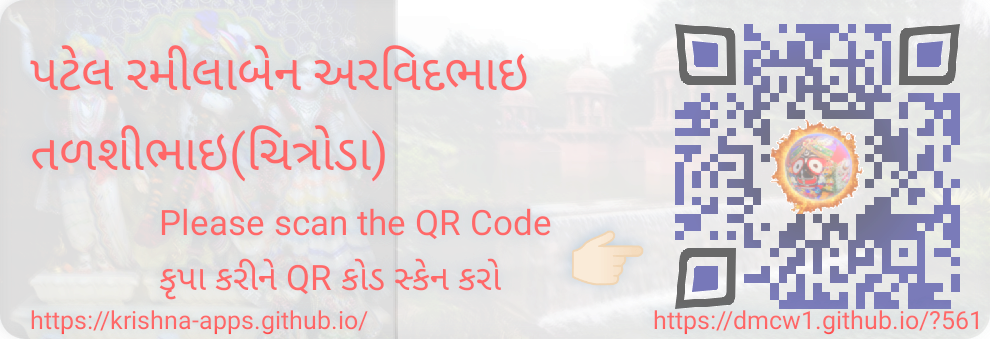 પટેલ રમીલાબેન અરવિદભાઇ
તળશીભાઇ(ચિત્રોડા)
Please scan the QR Code
કૃપા કરીને QR કોડ સ્કેન કરો
https://krishna-apps.github.io/
https://dmcw1.github.io/?561